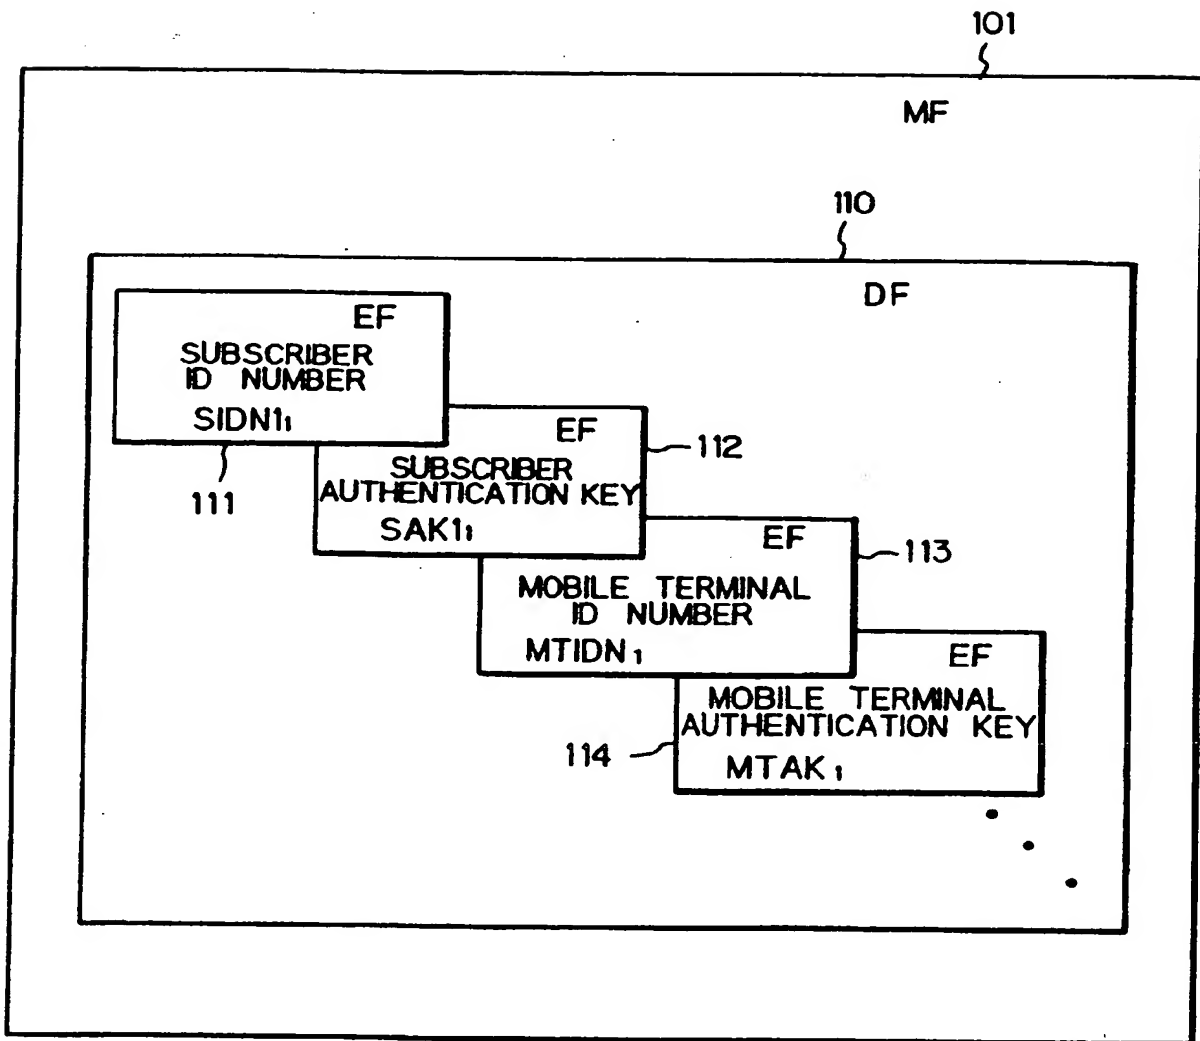 101
MF
110
DF
EF
SUBSCRIBER
ID NUMBER
SIDN1₁
111
EF
112
SUBSCRIBER
AUTHENTICATION KEY
SAK1₁
EF
113
MOBILE TERMINAL
ID NUMBER
MTIDN₁
EF
MOBILE TERMINAL
AUTHENTICATION KEY
114
MTAK₁